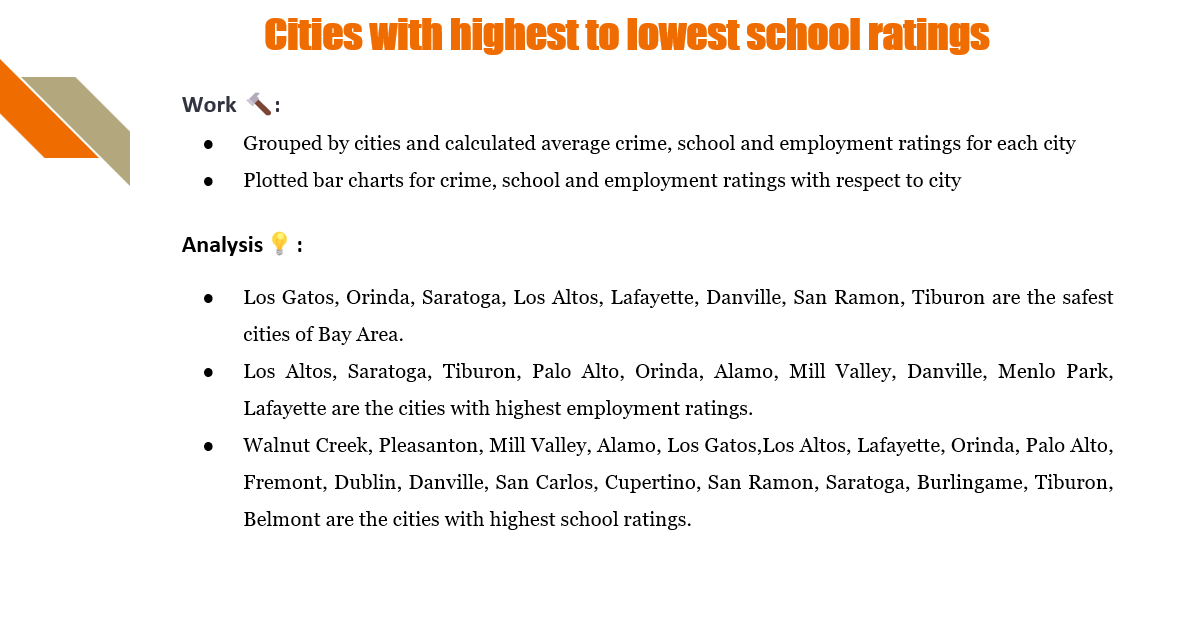 Cities with highest to lowest school ratings
Work 🔨 :
● Grouped by cities and calculated average crime, school and employment ratings for each city
● Plotted bar charts for crime, school and employment ratings with respect to city
Analysis 💡 :
● Los Gatos, Orinda, Saratoga, Los Altos, Lafayette, Danville, San Ramon, Tiburon are the safest
cities of Bay Area.
● Los Altos, Saratoga, Tiburon, Palo Alto, Orinda, Alamo, Mill Valley, Danville, Menlo Park,
Lafayette are the cities with highest employment ratings.
● Walnut Creek, Pleasanton, Mill Valley, Alamo, Los Gatos,Los Altos, Lafayette, Orinda, Palo Alto,
Fremont, Dublin, Danville, San Carlos, Cupertino, San Ramon, Saratoga, Burlingame, Tiburon,
Belmont are the cities with highest school ratings.